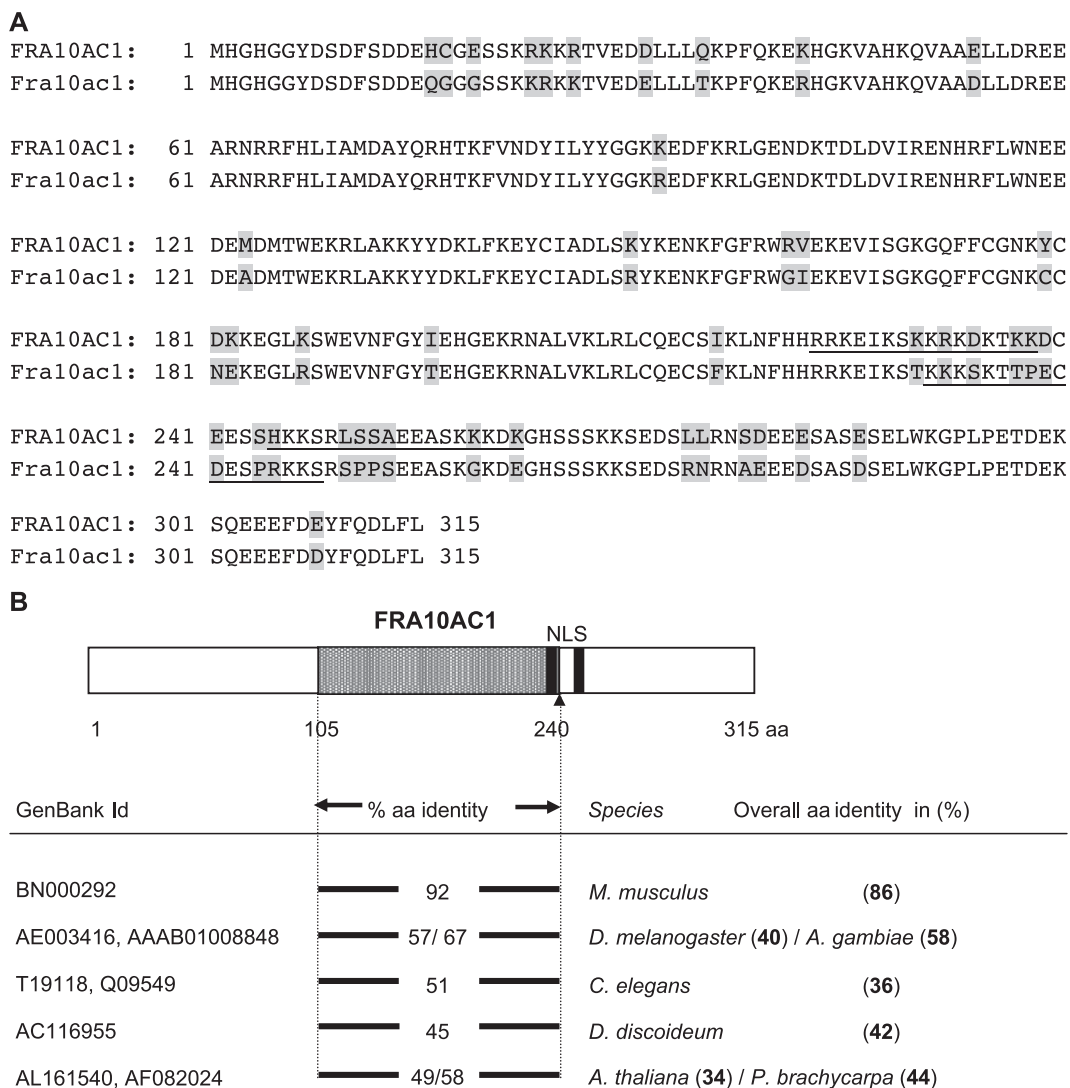 A
FRA10AC1: 1 MHGHGGYDSDFSDDEHCGESSKRKKRTVEDDLLLQKPFQKEKHGKVAHKQVAAELLDREE
Fra10ac1: 1 MHGHGGYDSDFSDDEQGGGSSKKRKKTVEDELLLTKPFQKERHGKVAHKQVAADLLDREE
FRA10AC1: 61 ARNRRFHLIAMDAYQRHTKFVNDYILYYGGKKEDFKRLGENDKTDLDVIRENHRFLWNEE
Fra10ac1: 61 ARNRRFHLIAMDAYQRHTKFVNDYILYYGGKREDFKRLGENDKTDLDVIRENHRFLWNEE
FRA10AC1: 121 DEMDMTWEKRLAKKYYDKLFKEYCIADLSKYKENKFGFRWRVEKEVISGKGQFFCGNKYC
Fra10ac1: 121 DEADMTWEKRLAKKYYDKLFKEYCIADLSRYKENKFGFRWGIEKEVISGKGQFFCGNKCC
FRA10AC1: 181 DKKEGLKSWEVNFGYIEHGEKRNALVKLRLCQECSIKLNFHHRRKEIKSKKRKDKTKKDC
Fra10ac1: 181 NEKEGLRSWEVNFGYTEHGEKRNALVKLRLCQECSFKLNFHHRRKEIKSTKKKSKTTPEC
FRA10AC1: 241 EESSHKKSRLSSAEEASKKKDKGHSSSKKSEDSLLRNSDEEESASESELWKGPLPETDEK
Fra10ac1: 241 DESPRKKSRSPPSEEASKGKDEGHSSSKKSEDSRNRNAEEEDSASDSELWKGPLPETDEK
FRA10AC1: 301 SQEEEFDEYFQDLFL 315
Fra10ac1: 301 SQEEEFDDYFQDLFL 315
B
FRA10AC1
NLS
1 105 240 315 aa
GenBank Id % aa identity Species Overall aa identity in (%)
BN000292 92 M. musculus (86)
AE003416, AAAB01008848 57/ 67 D. melanogaster (40) / A. gambiae (58)
T19118, Q09549 51 C. elegans (36)
AC116955 45 D. discoideum (42)
AL161540, AF082024 49/58 A. thaliana (34) / P. brachycarpa (44)